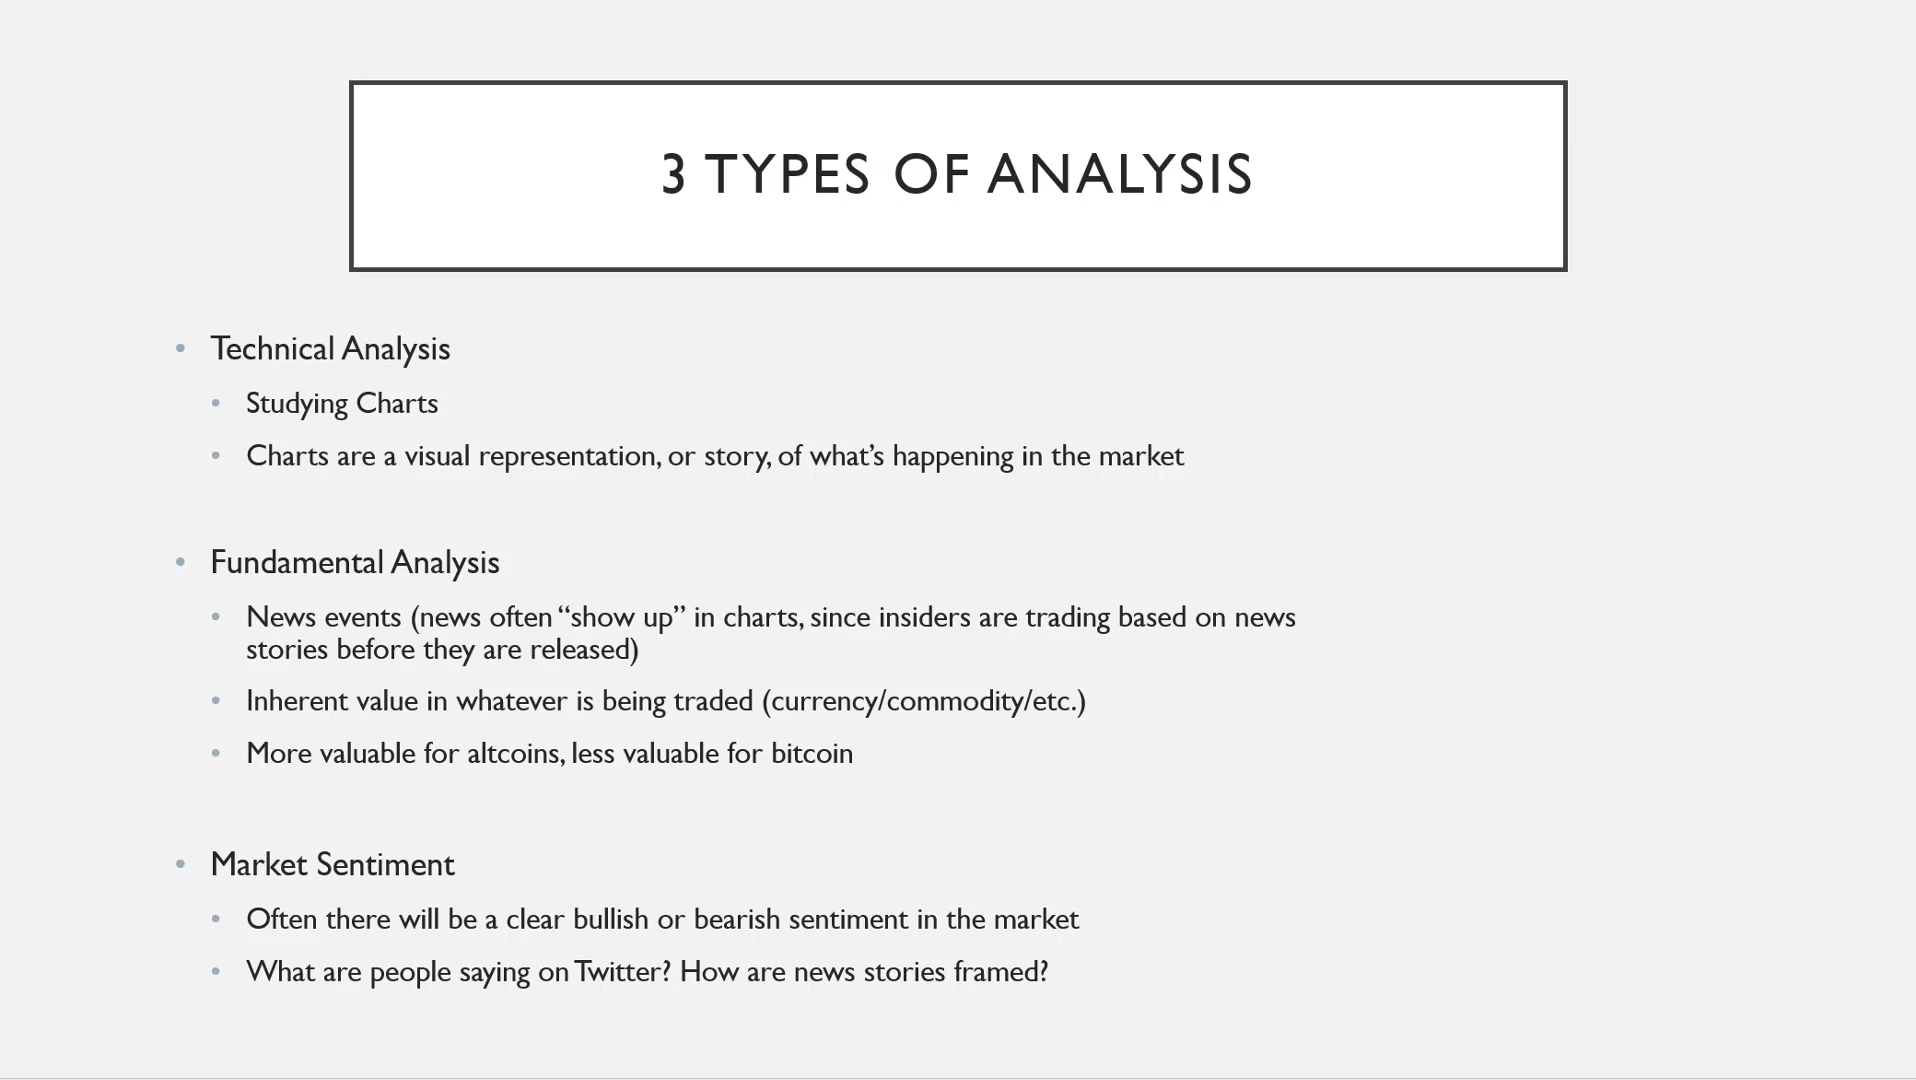 3 TYPES OF ANALYSIS
• Technical Analysis
• Studying Charts
• Charts are a visual representation, or story, of what’s happening in the market
• Fundamental Analysis
• News events (news often “show up” in charts, since insiders are trading based on news
stories before they are released)
• Inherent value in whatever is being traded (currency/commodity/etc.)
• More valuable for altcoins, less valuable for bitcoin
• Market Sentiment
• Often there will be a clear bullish or bearish sentiment in the market
• What are people saying on Twitter? How are news stories framed?